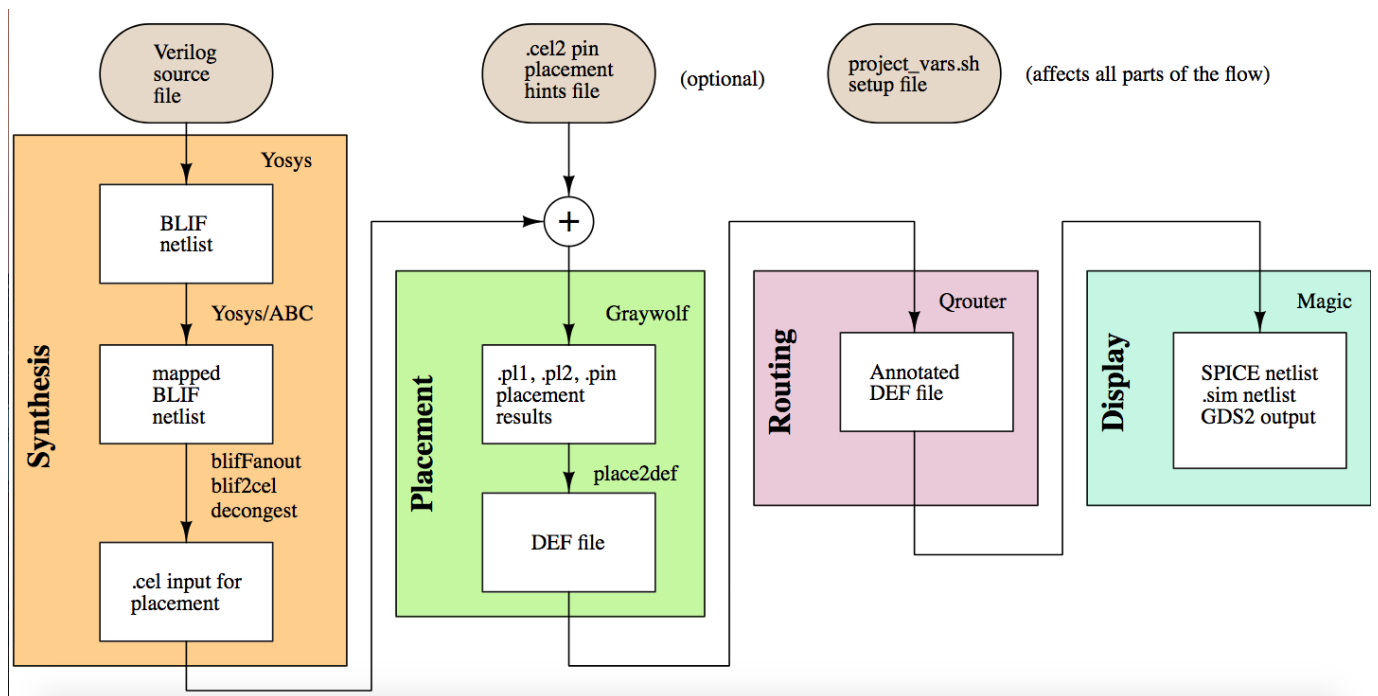 Verilog
source
file
.cel2 pin
placement
hints file
(optional)
project_vars.sh
setup file
(affects all parts of the flow)
Synthesis
Yosys
BLIF
netlist
Yosys/ABC
mapped
BLIF
netlist
blifFanout
blif2cel
decongest
.cel input for
placement
+
Placement
Graywolf
.pl1, .pl2, .pin
placement
results
place2def
DEF file
Routing
Qrouter
Annotated
DEF file
Display
Magic
SPICE netlist
.sim netlist
GDS2 output